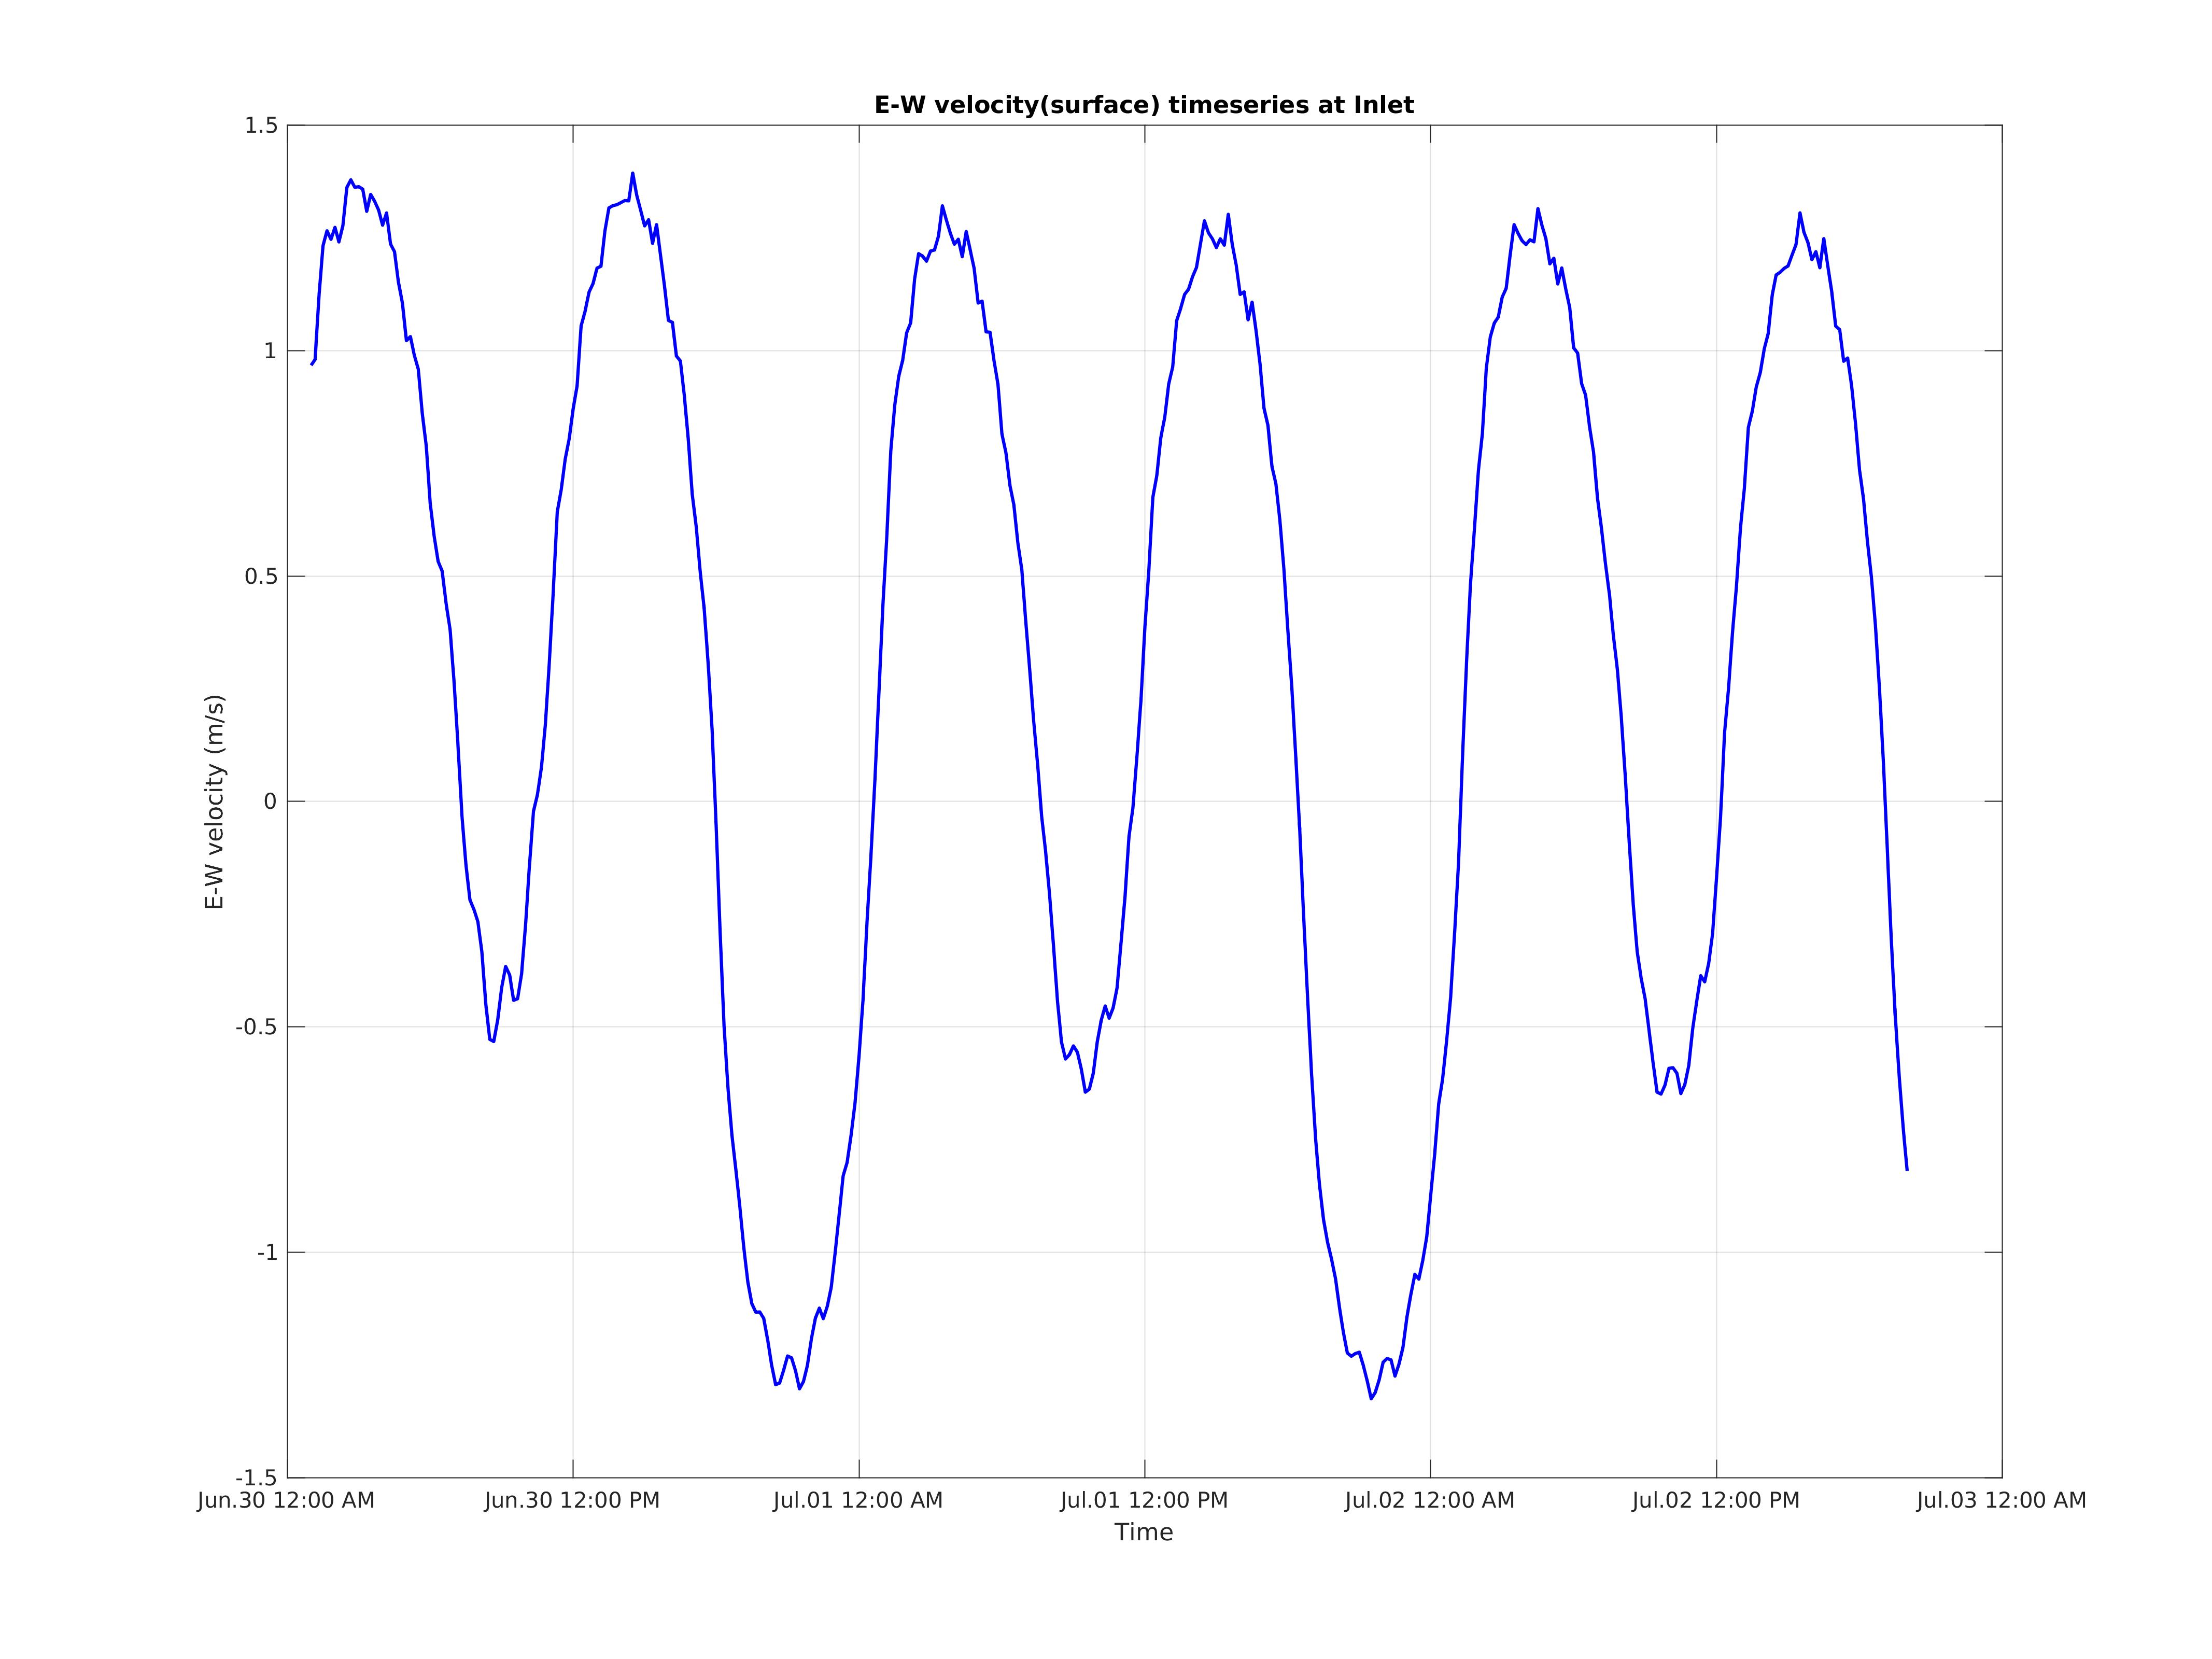 E-W velocity(surface) timeseries at Inlet
1.5
1
0.5
0
-0.5
-1
-1.5
E-W velocity (m/s)
Jun.30 12:00 AM
Jun.30 12:00 PM
Jul.01 12:00 AM
Jul.01 12:00 PM
Jul.02 12:00 AM
Jul.02 12:00 PM
Jul.03 12:00 AM
Time